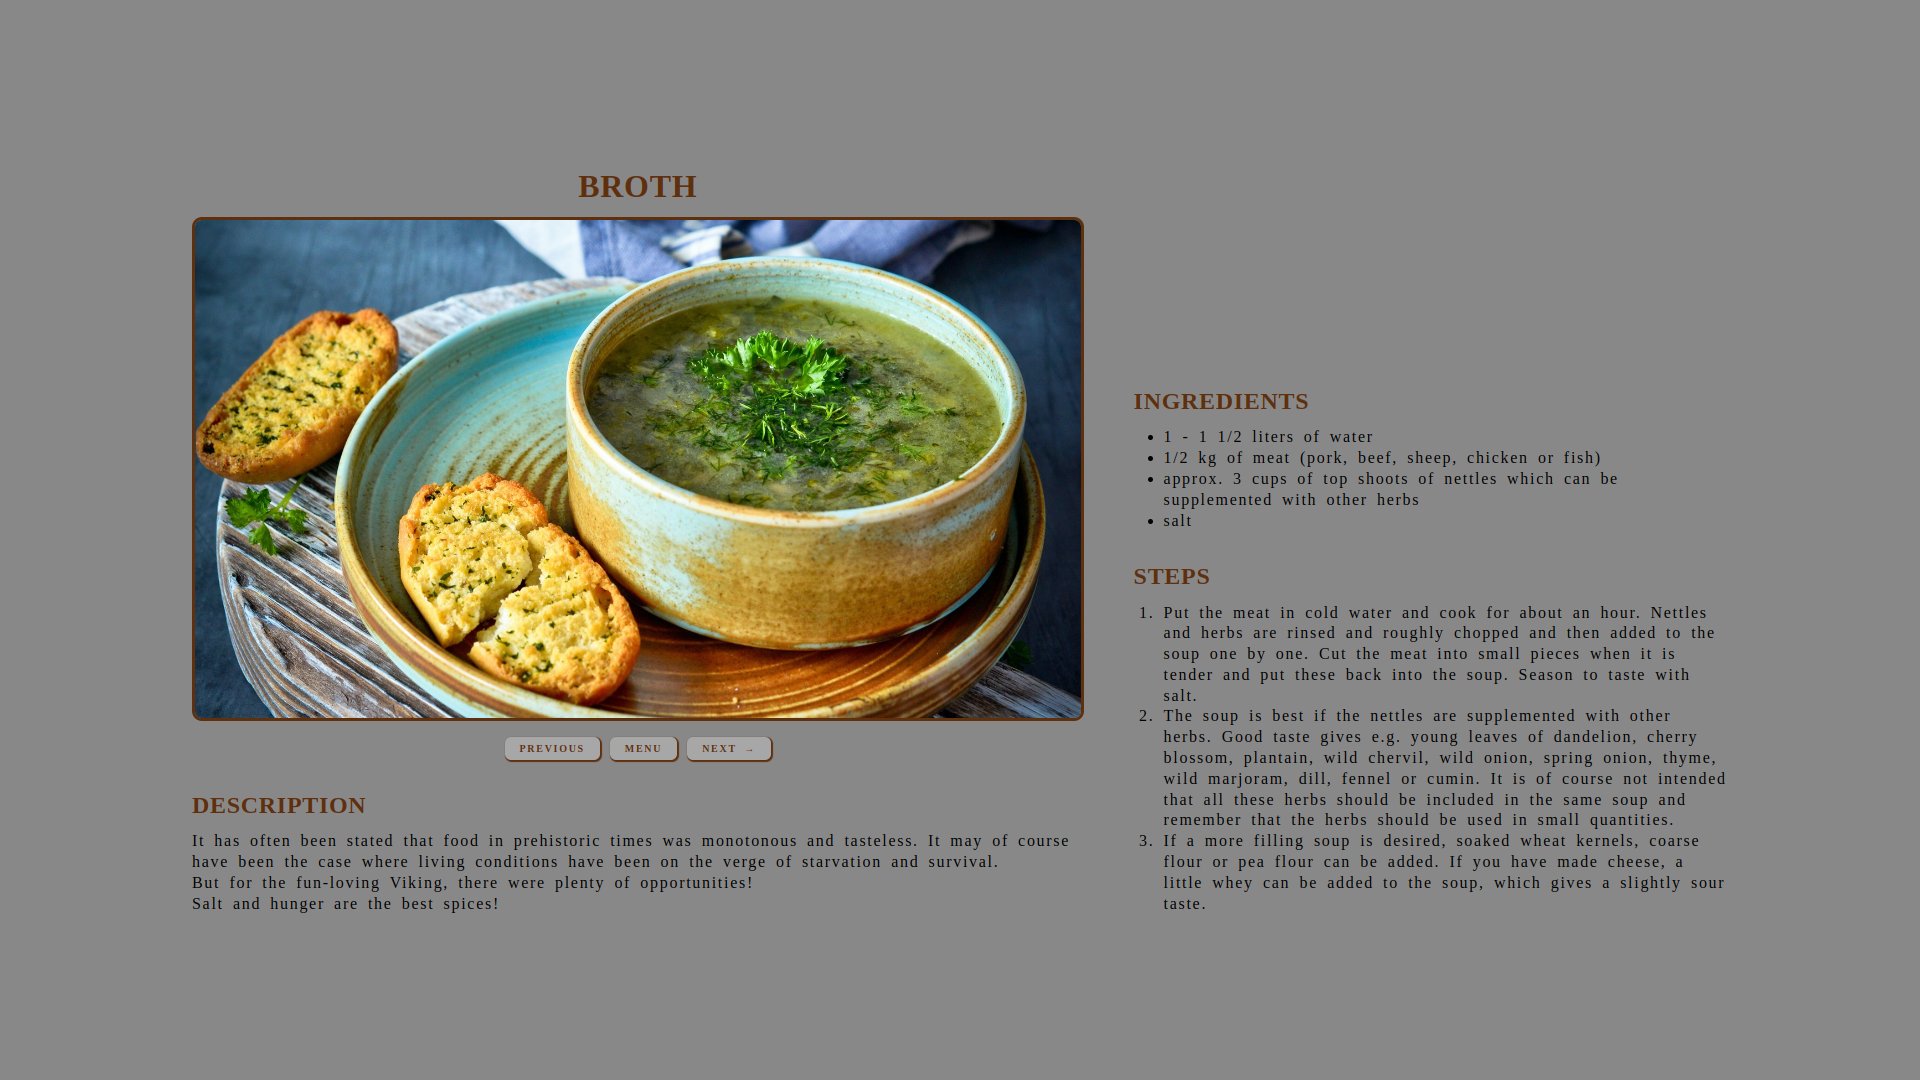 BROTH
PREVIOUS
MENU
NEXT →
DESCRIPTION
It has often been stated that food in prehistoric times was monotonous and tasteless. It may of course
have been the case where living conditions have been on the verge of starvation and survival.
But for the fun-loving Viking, there were plenty of opportunities!
Salt and hunger are the best spices!
INGREDIENTS
• 1 - 1 1/2 liters of water
• 1/2 kg of meat (pork, beef, sheep, chicken or fish)
• approx. 3 cups of top shoots of nettles which can be
supplemented with other herbs
• salt
STEPS
1. Put the meat in cold water and cook for about an hour. Nettles
and herbs are rinsed and roughly chopped and then added to the
soup one by one. Cut the meat into small pieces when it is
tender and put these back into the soup. Season to taste with
salt.
2. The soup is best if the nettles are supplemented with other
herbs. Good taste gives e.g. young leaves of dandelion, cherry
blossom, plantain, wild chervil, wild onion, spring onion, thyme,
wild marjoram, dill, fennel or cumin. It is of course not intended
that all these herbs should be included in the same soup and
remember that the herbs should be used in small quantities.
3. If a more filling soup is desired, soaked wheat kernels, coarse
flour or pea flour can be added. If you have made cheese, a
little whey can be added to the soup, which gives a slightly sour
taste.